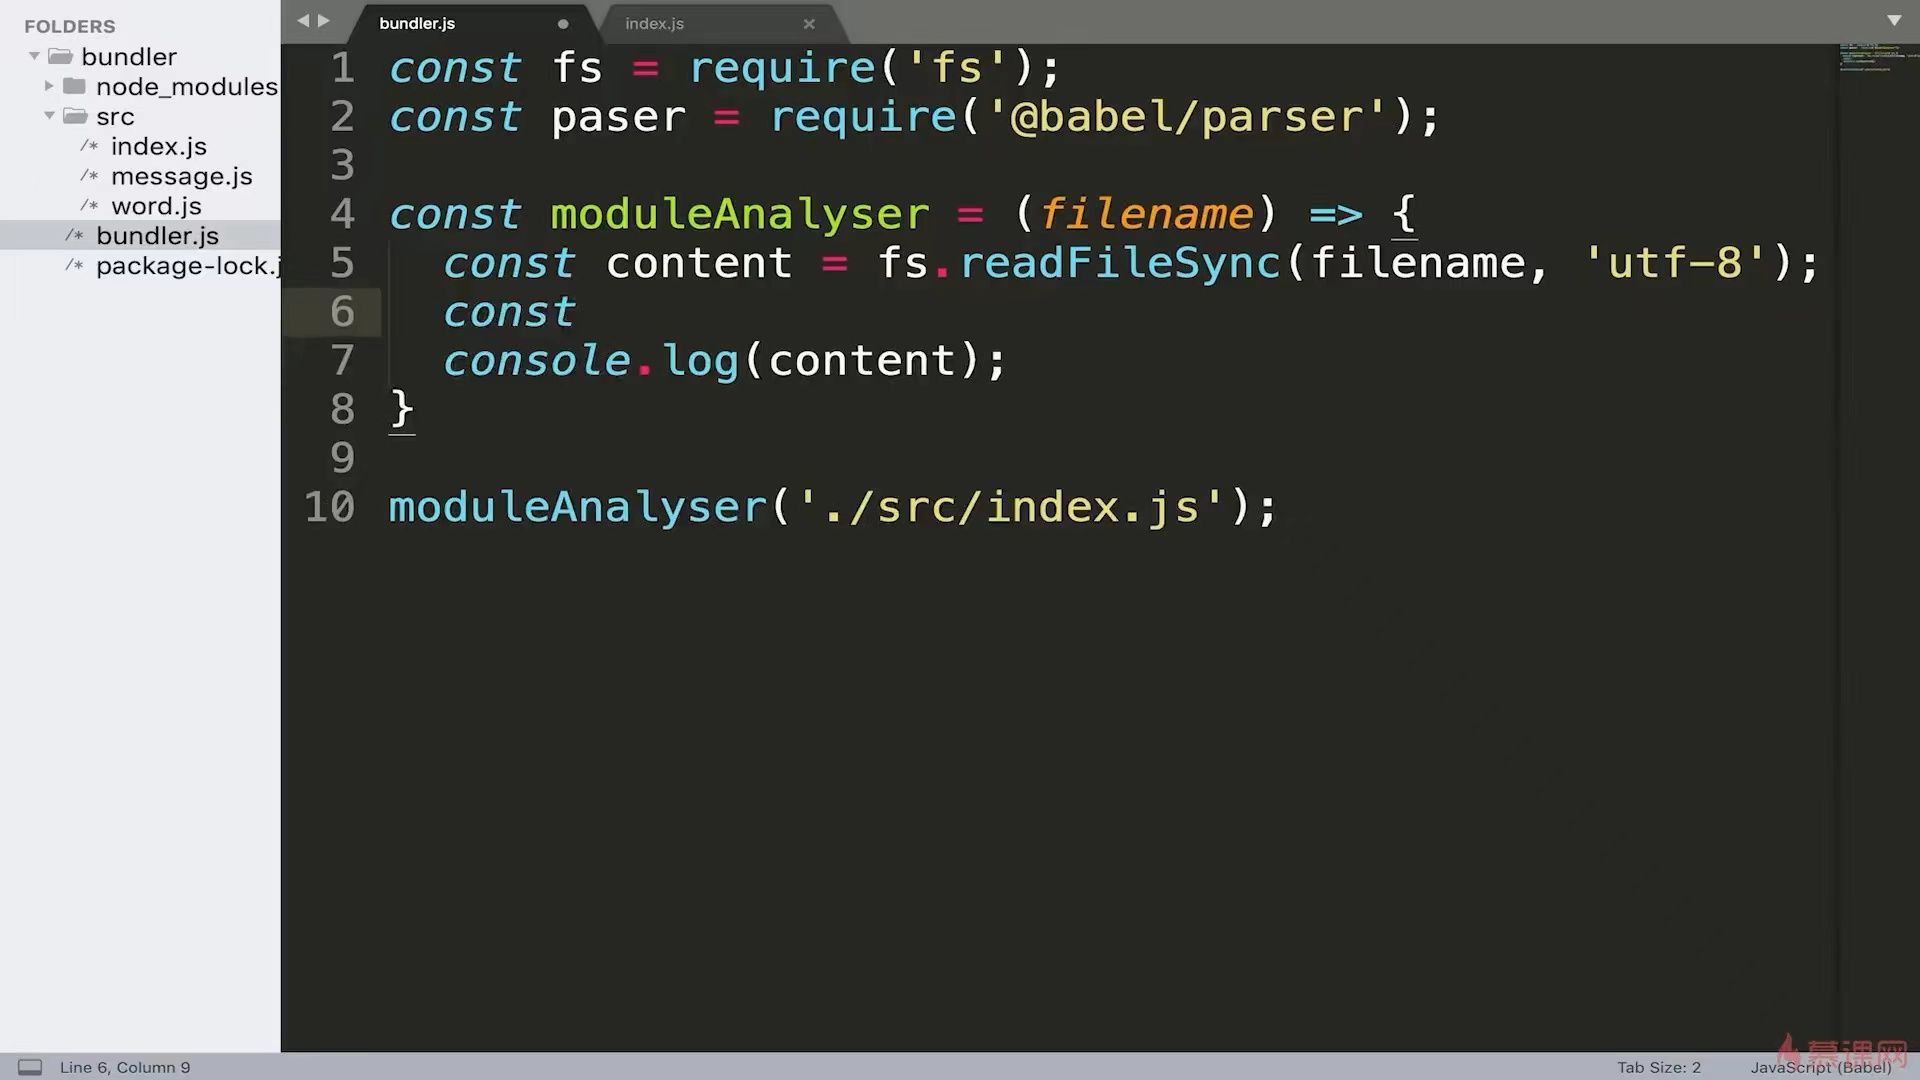 FOLDERS
bundler
node_modules
src
/* index.js
/* message.js
/* word.js
/* bundler.js
/* package-lock.j
bundler.js
index.js
1 const fs = require('fs');
2 const paser = require('@babel/parser');
3
4 const moduleAnalyser = (filename) => {
5 const content = fs.readFileSync(filename, 'utf-8');
6 const
7 console.log(content);
8 }
9
10 moduleAnalyser('./src/index.js');
Line 6, Column 9
Tab Size: 2
JavaScript (Babel)
慕课网